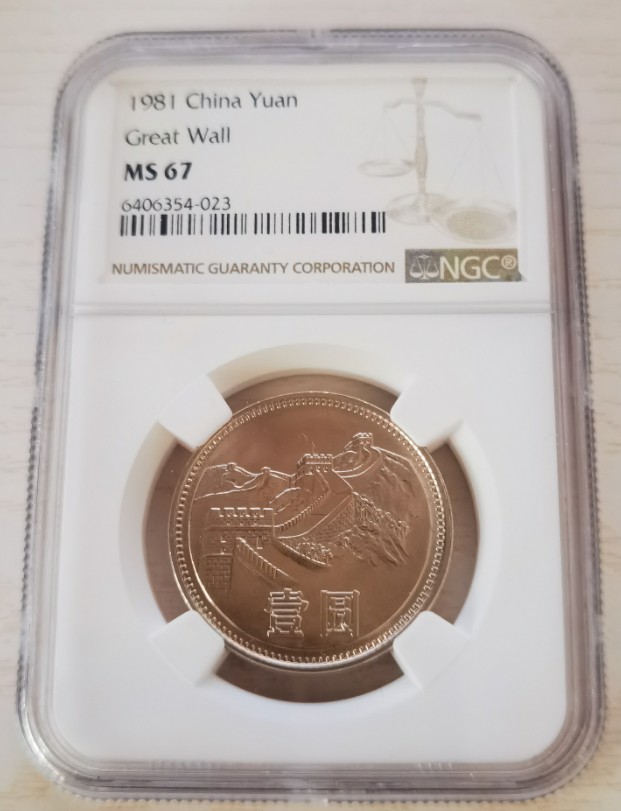 1981 China Yuan
Great Wall
MS 67
6406354-023
NUMISMATIC GUARANTY CORPORATION NGC®
壹圆